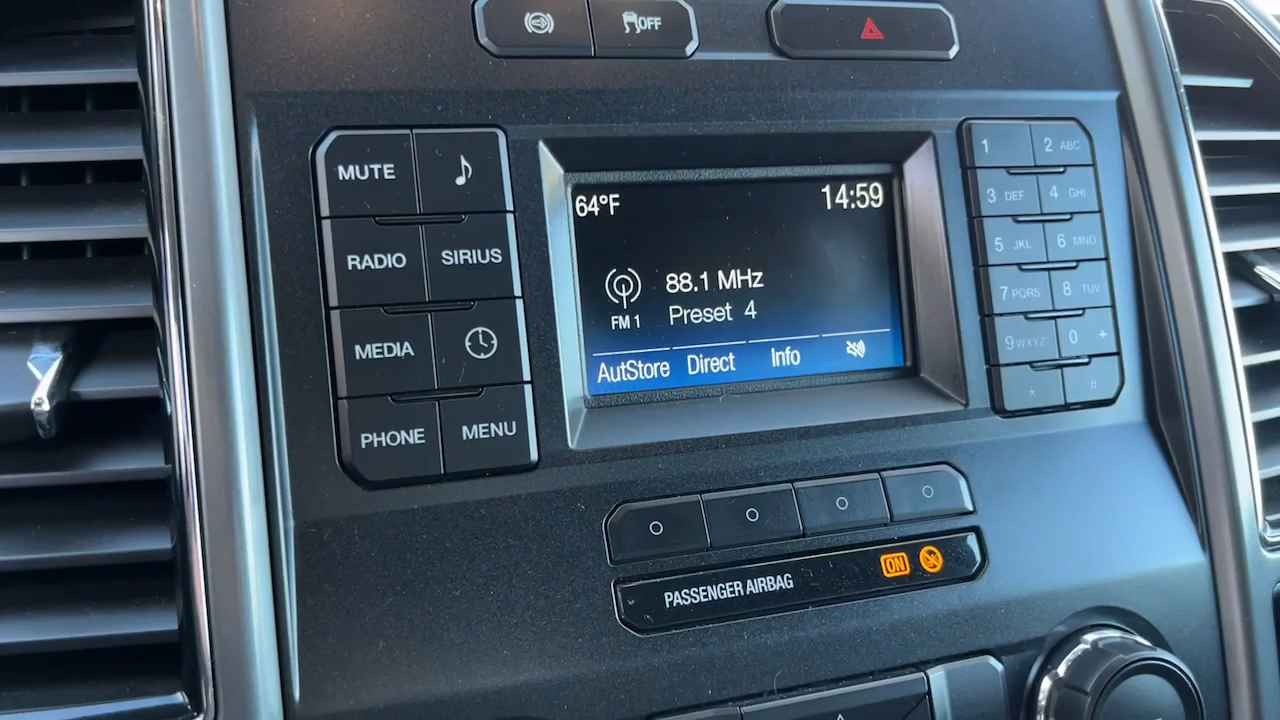 OFF
MUTE
RADIO SIRIUS
MEDIA
PHONE MENU
64°F 14:59
88.1 MHz
FM 1 Preset 4
AutStore Direct Info
1 2 ABC
3 DEF 4 GHI
5 JKL 6 MNO
7 PQRS 8 TUV
9 WXYZ 0 +
* #
PASSENGER AIRBAG ON